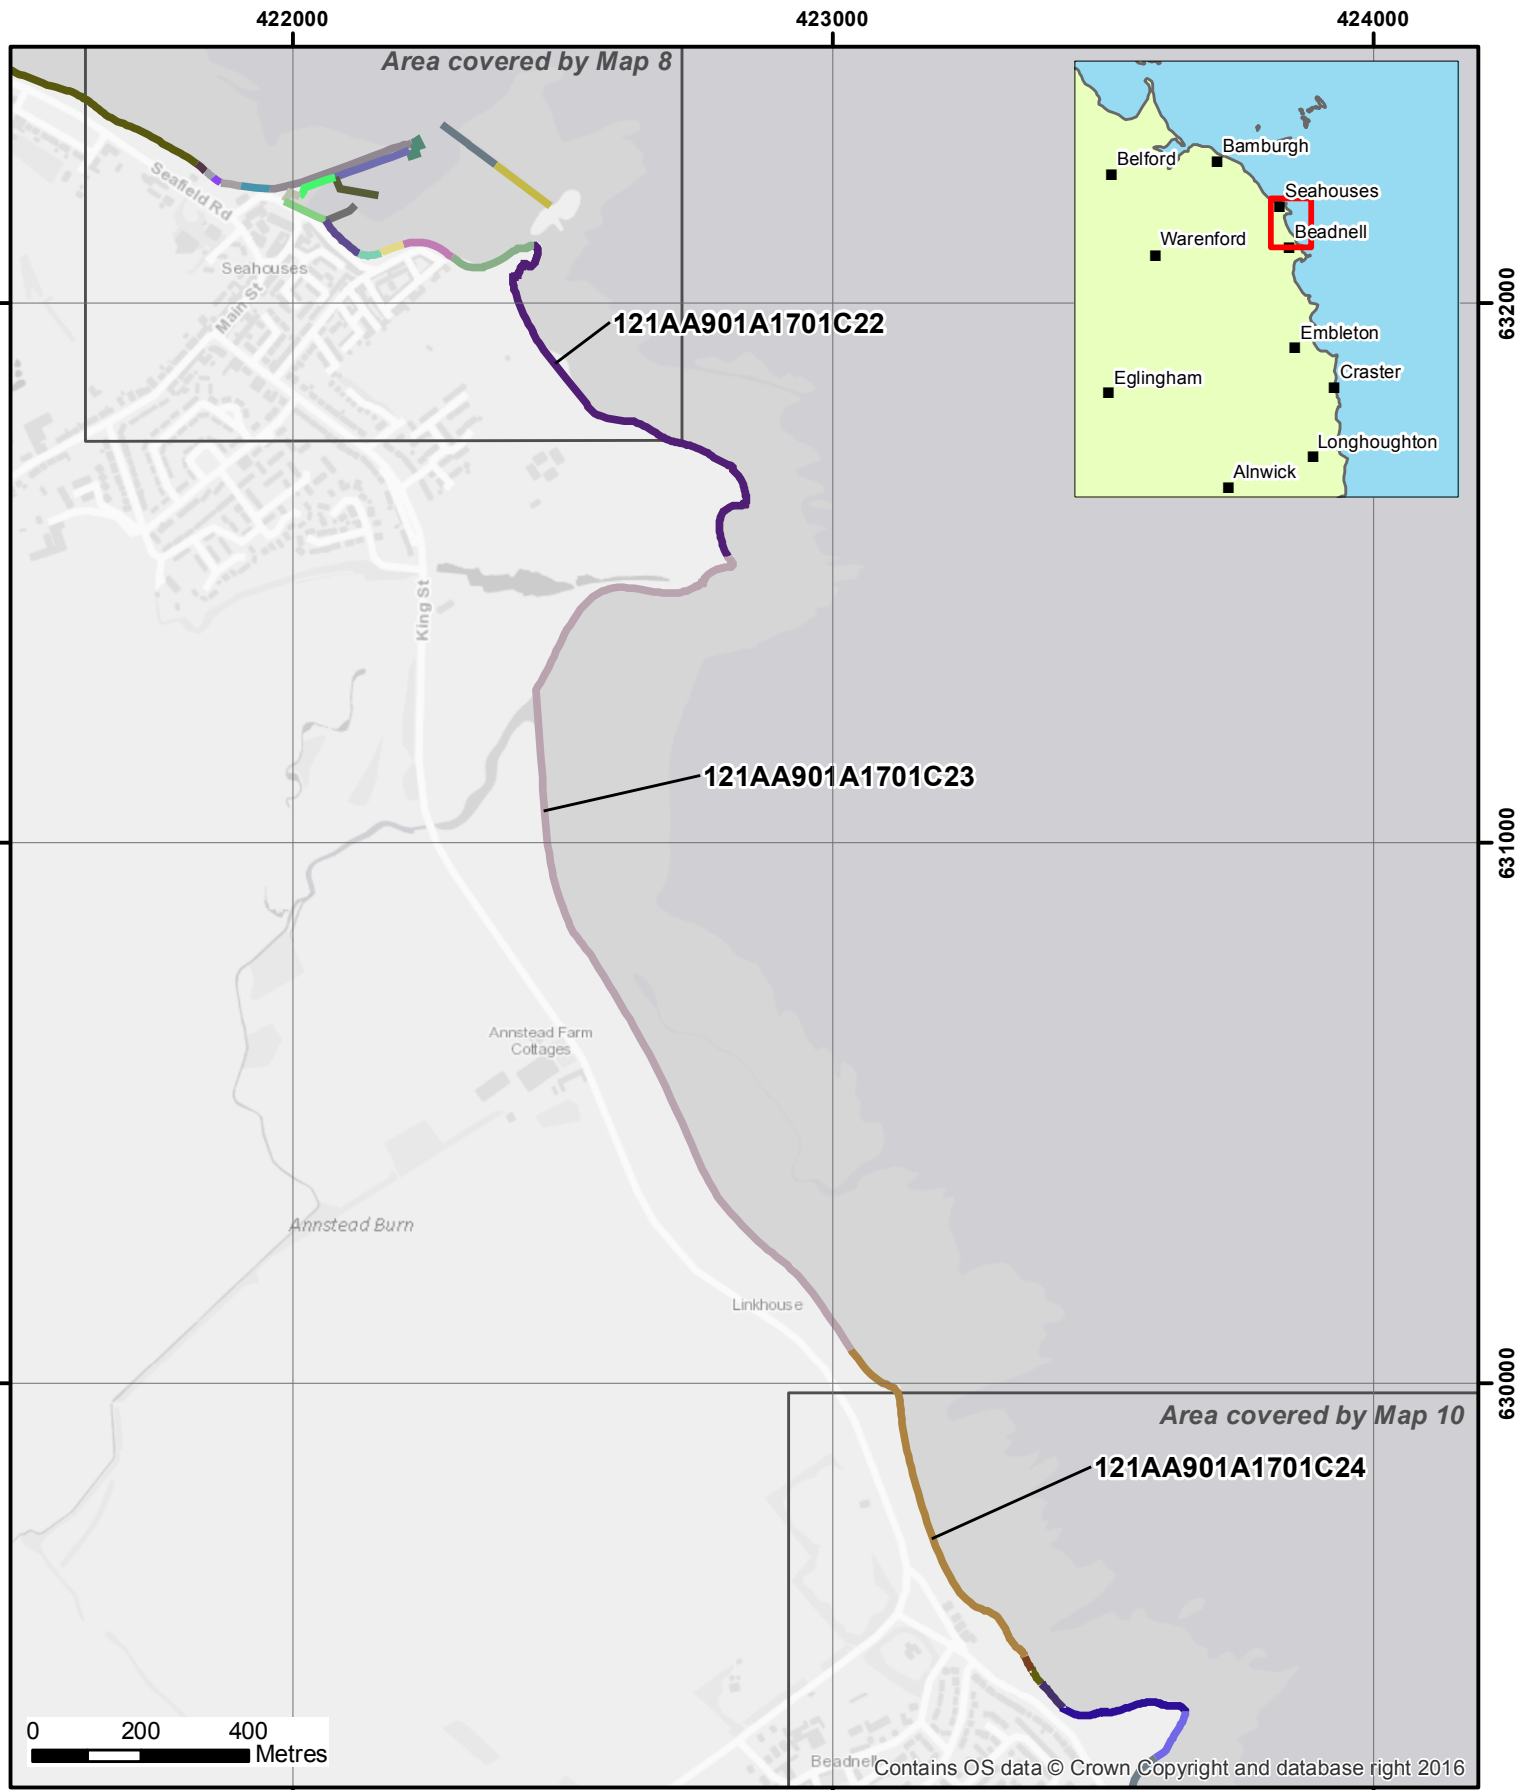 422000
423000
424000
Area covered by Map 8
Belford
Bamburgh
Seahouses
Beadnell
Warenford
Embleton
Craster
Eglingham
Longhoughton
Alnwick
Seafield Rd
Seahouses
Main St
632000
121AA901A1701C22
King St
121AA901A1701C23
631000
Annstead Farm
Cottages
Annstead Burn
Linkhouse
630000
Area covered by Map 10
121AA901A1701C24
0 200 400
Metres
Beadnell
Contains OS data © Crown Copyright and database right 2016